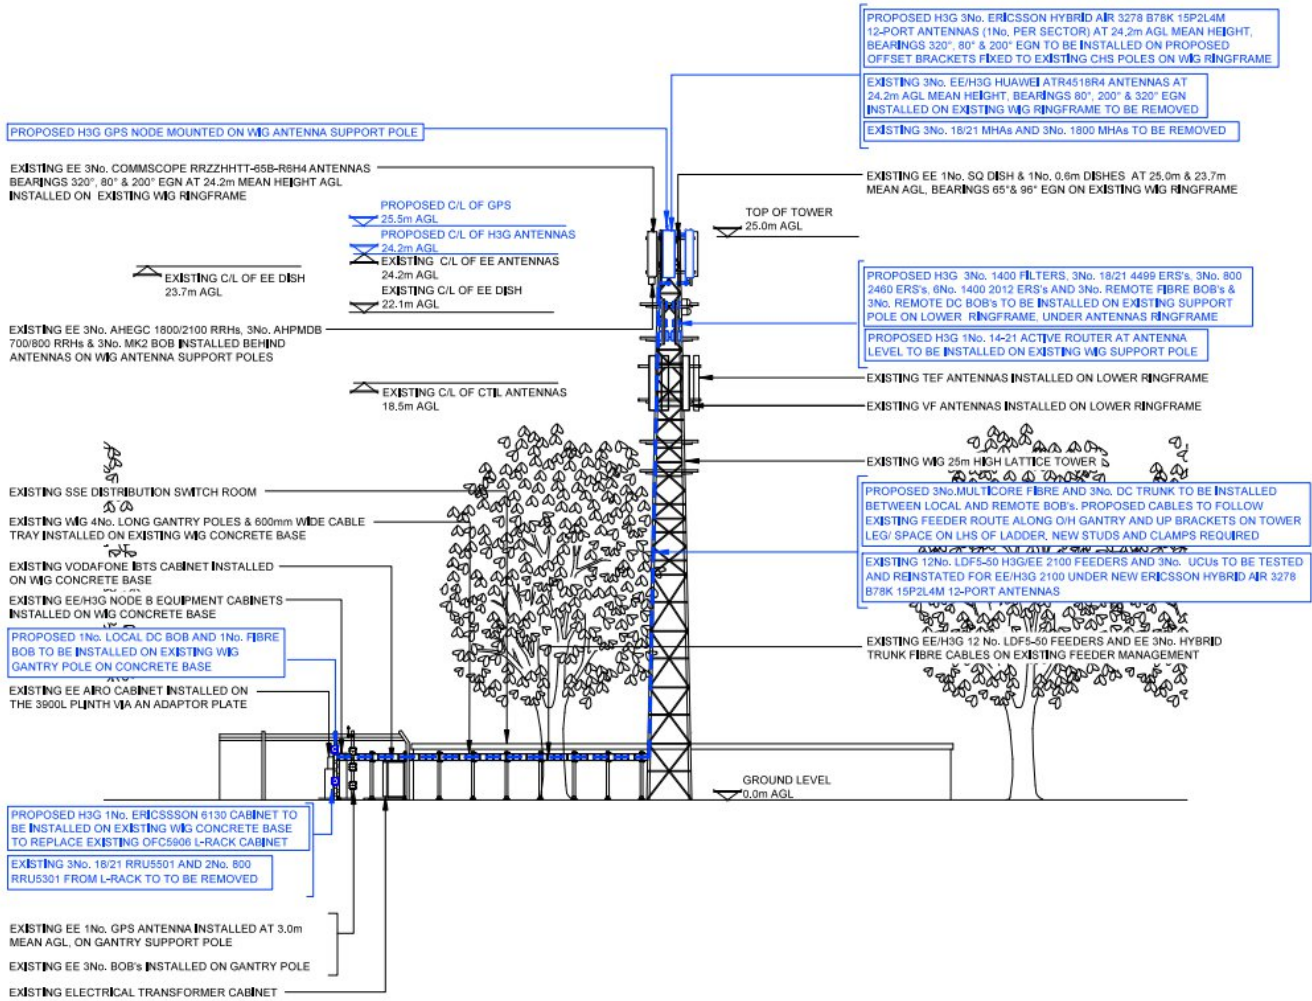 PROPOSED H3G 3No. ERICSSON HYBRID AIR 3278 B78K 15P2L4M
12-PORT ANTENNAS (1No. PER SECTOR) AT 24.2m AGL MEAN HEIGHT,
BEARINGS 320°, 80° & 200° EGN TO BE INSTALLED ON PROPOSED
OFFSET BRACKETS FIXED TO EXISTING CHS POLES ON WIG RINGFRAME
EXISTING 3No. EE/H3G HUAWEI ATR4518R4 ANTENNAS AT
24.2m AGL MEAN HEIGHT, BEARINGS 80°, 200° & 320° EGN
INSTALLED ON EXISTING WIG RINGFRAME TO BE REMOVED
EXISTING 3No. 18/21 MHAs AND 3No. 1800 MHAs TO BE REMOVED
PROPOSED H3G GPS NODE MOUNTED ON WIG ANTENNA SUPPORT POLE
EXISTING EE 3No. COMMSCOPE RRZZHHTT-65B-R6H4 ANTENNAS
BEARINGS 320°, 80° & 200° EGN AT 24.2m MEAN HEIGHT AGL
INSTALLED ON EXISTING WIG RINGFRAME
EXISTING EE 1No. SQ DISH & 1No. 0.6m DISHES AT 25.0m & 23.7m
MEAN AGL, BEARINGS 65°& 96° EGN ON EXISTING WIG RINGFRAME
PROPOSED C/L OF GPS
25.5m AGL
TOP OF TOWER
25.0m AGL
PROPOSED C/L OF H3G ANTENNAS
24.2m AGL
EXISTING C/L OF EE ANTENNAS
24.2m AGL
EXISTING C/L OF EE DISH
23.7m AGL
EXISTING C/L OF EE DISH
22.1m AGL
PROPOSED H3G 3No. 1400 FILTERS, 3No. 18/21 4499 ERS's, 3No. 800
2460 ERS's, 6No. 1400 2012 ERS's AND 3No. REMOTE FIBRE BOB's &
3No. REMOTE DC BOB's TO BE INSTALLED ON EXISTING SUPPORT
POLE ON LOWER RINGFRAME, UNDER ANTENNAS RINGFRAME
PROPOSED H3G 1No. 14-21 ACTIVE ROUTER AT ANTENNA
LEVEL TO BE INSTALLED ON EXISTING WIG SUPPORT POLE
EXISTING EE 3No. AHEGC 1800/2100 RRHs, 3No. AHPMDB
700/800 RRHs & 3No. MK2 BOB INSTALLED BEHIND
ANTENNAS ON WIG ANTENNA SUPPORT POLES
EXISTING TEF ANTENNAS INSTALLED ON LOWER RINGFRAME
EXISTING C/L OF CTIL ANTENNAS
18.5m AGL
EXISTING VF ANTENNAS INSTALLED ON LOWER RINGFRAME
EXISTING WIG 25m HIGH LATTICE TOWER
EXISTING SSE DISTRIBUTION SWITCH ROOM
EXISTING WIG 4No. LONG GANTRY POLES & 600mm WIDE CABLE
TRAY INSTALLED ON EXISTING WIG CONCRETE BASE
EXISTING VODAFONE IBTS CABINET INSTALLED
ON WIG CONCRETE BASE
EXISTING EE/H3G NODE B EQUIPMENT CABINETS
INSTALLED ON WIG CONCRETE BASE
PROPOSED 1No. LOCAL DC BOB AND 1No. FIBRE
BOB TO BE INSTALLED ON EXISTING WIG
GANTRY POLE ON CONCRETE BASE
EXISTING EE AIRO CABINET INSTALLED ON
THE 3900L PLINTH VIA AN ADAPTOR PLATE
PROPOSED 3No.MULTICORE FIBRE AND 3No. DC TRUNK TO BE INSTALLED
BETWEEN LOCAL AND REMOTE BOB's. PROPOSED CABLES TO FOLLOW
EXISTING FEEDER ROUTE ALONG O/H GANTRY AND UP BRACKETS ON TOWER
LEG/ SPACE ON LHS OF LADDER, NEW STUDS AND CLAMPS REQUIRED
EXISTING 12No. LDF5-50 H3G/EE 2100 FEEDERS AND 3No. UCUs TO BE TESTED
AND REINSTATED FOR EE/H3G 2100 UNDER NEW ERICSSON HYBRID AIR 3278
B78K 15P2L4M 12-PORT ANTENNAS
EXISTING EE/H3G 12 No. LDF5-50 FEEDERS AND EE 3No. HYBRID
TRUNK FIBRE CABLES ON EXISTING FEEDER MANAGEMENT
GROUND LEVEL
0.0m AGL
PROPOSED H3G 1No. ERICSSSON 6130 CABINET TO
BE INSTALLED ON EXISTING WIG CONCRETE BASE
TO REPLACE EXISTING OFC5906 L-RACK CABINET
EXISTING 3No. 18/21 RRU5501 AND 2No. 800
RRU5301 FROM L-RACK TO TO BE REMOVED
EXISTING EE 1No. GPS ANTENNA INSTALLED AT 3.0m
MEAN AGL, ON GANTRY SUPPORT POLE
EXISTING EE 3No. BOB's INSTALLED ON GANTRY POLE
EXISTING ELECTRICAL TRANSFORMER CABINET